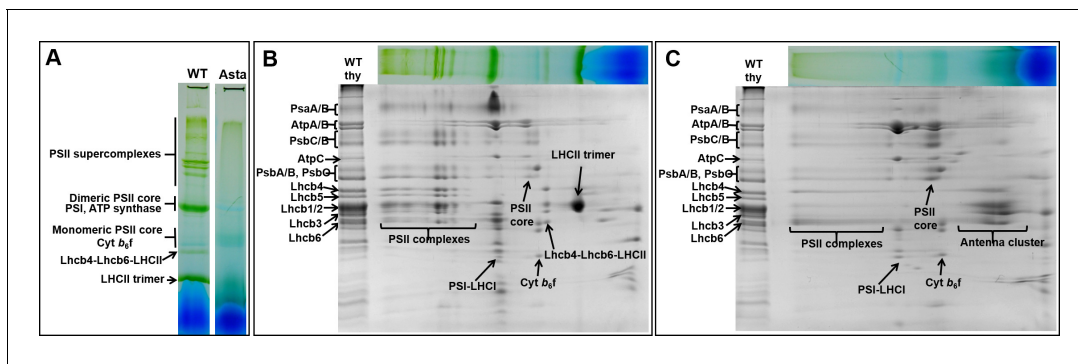 A
WT Asta
PSII supercomplexes
Dimeric PSII core
PSI, ATP synthase
Monomeric PSII core
Cyt b6f
Lhcb4-Lhcb6-LHCII
LHCII trimer
B
WT
thy
PsaA/B
AtpA/B
PsbC/B
AtpC
PsbA/B, PsbO
Lhcb4
Lhcb5
Lhcb1/2
Lhcb3
Lhcb6
LHCII trimer
PSII
core
PSII complexes
Lhcb4-Lhcb6-LHCII
PSI-LHCI
Cyt b6f
C
WT
thy
PsaA/B
AtpA/B
PsbC/B
AtpC
PsbA/B, PsbO
Lhcb4
Lhcb5
Lhcb1/2
Lhcb3
Lhcb6
PSII
core
PSII complexes
Antenna cluster
PSI-LHCI
Cyt b6f